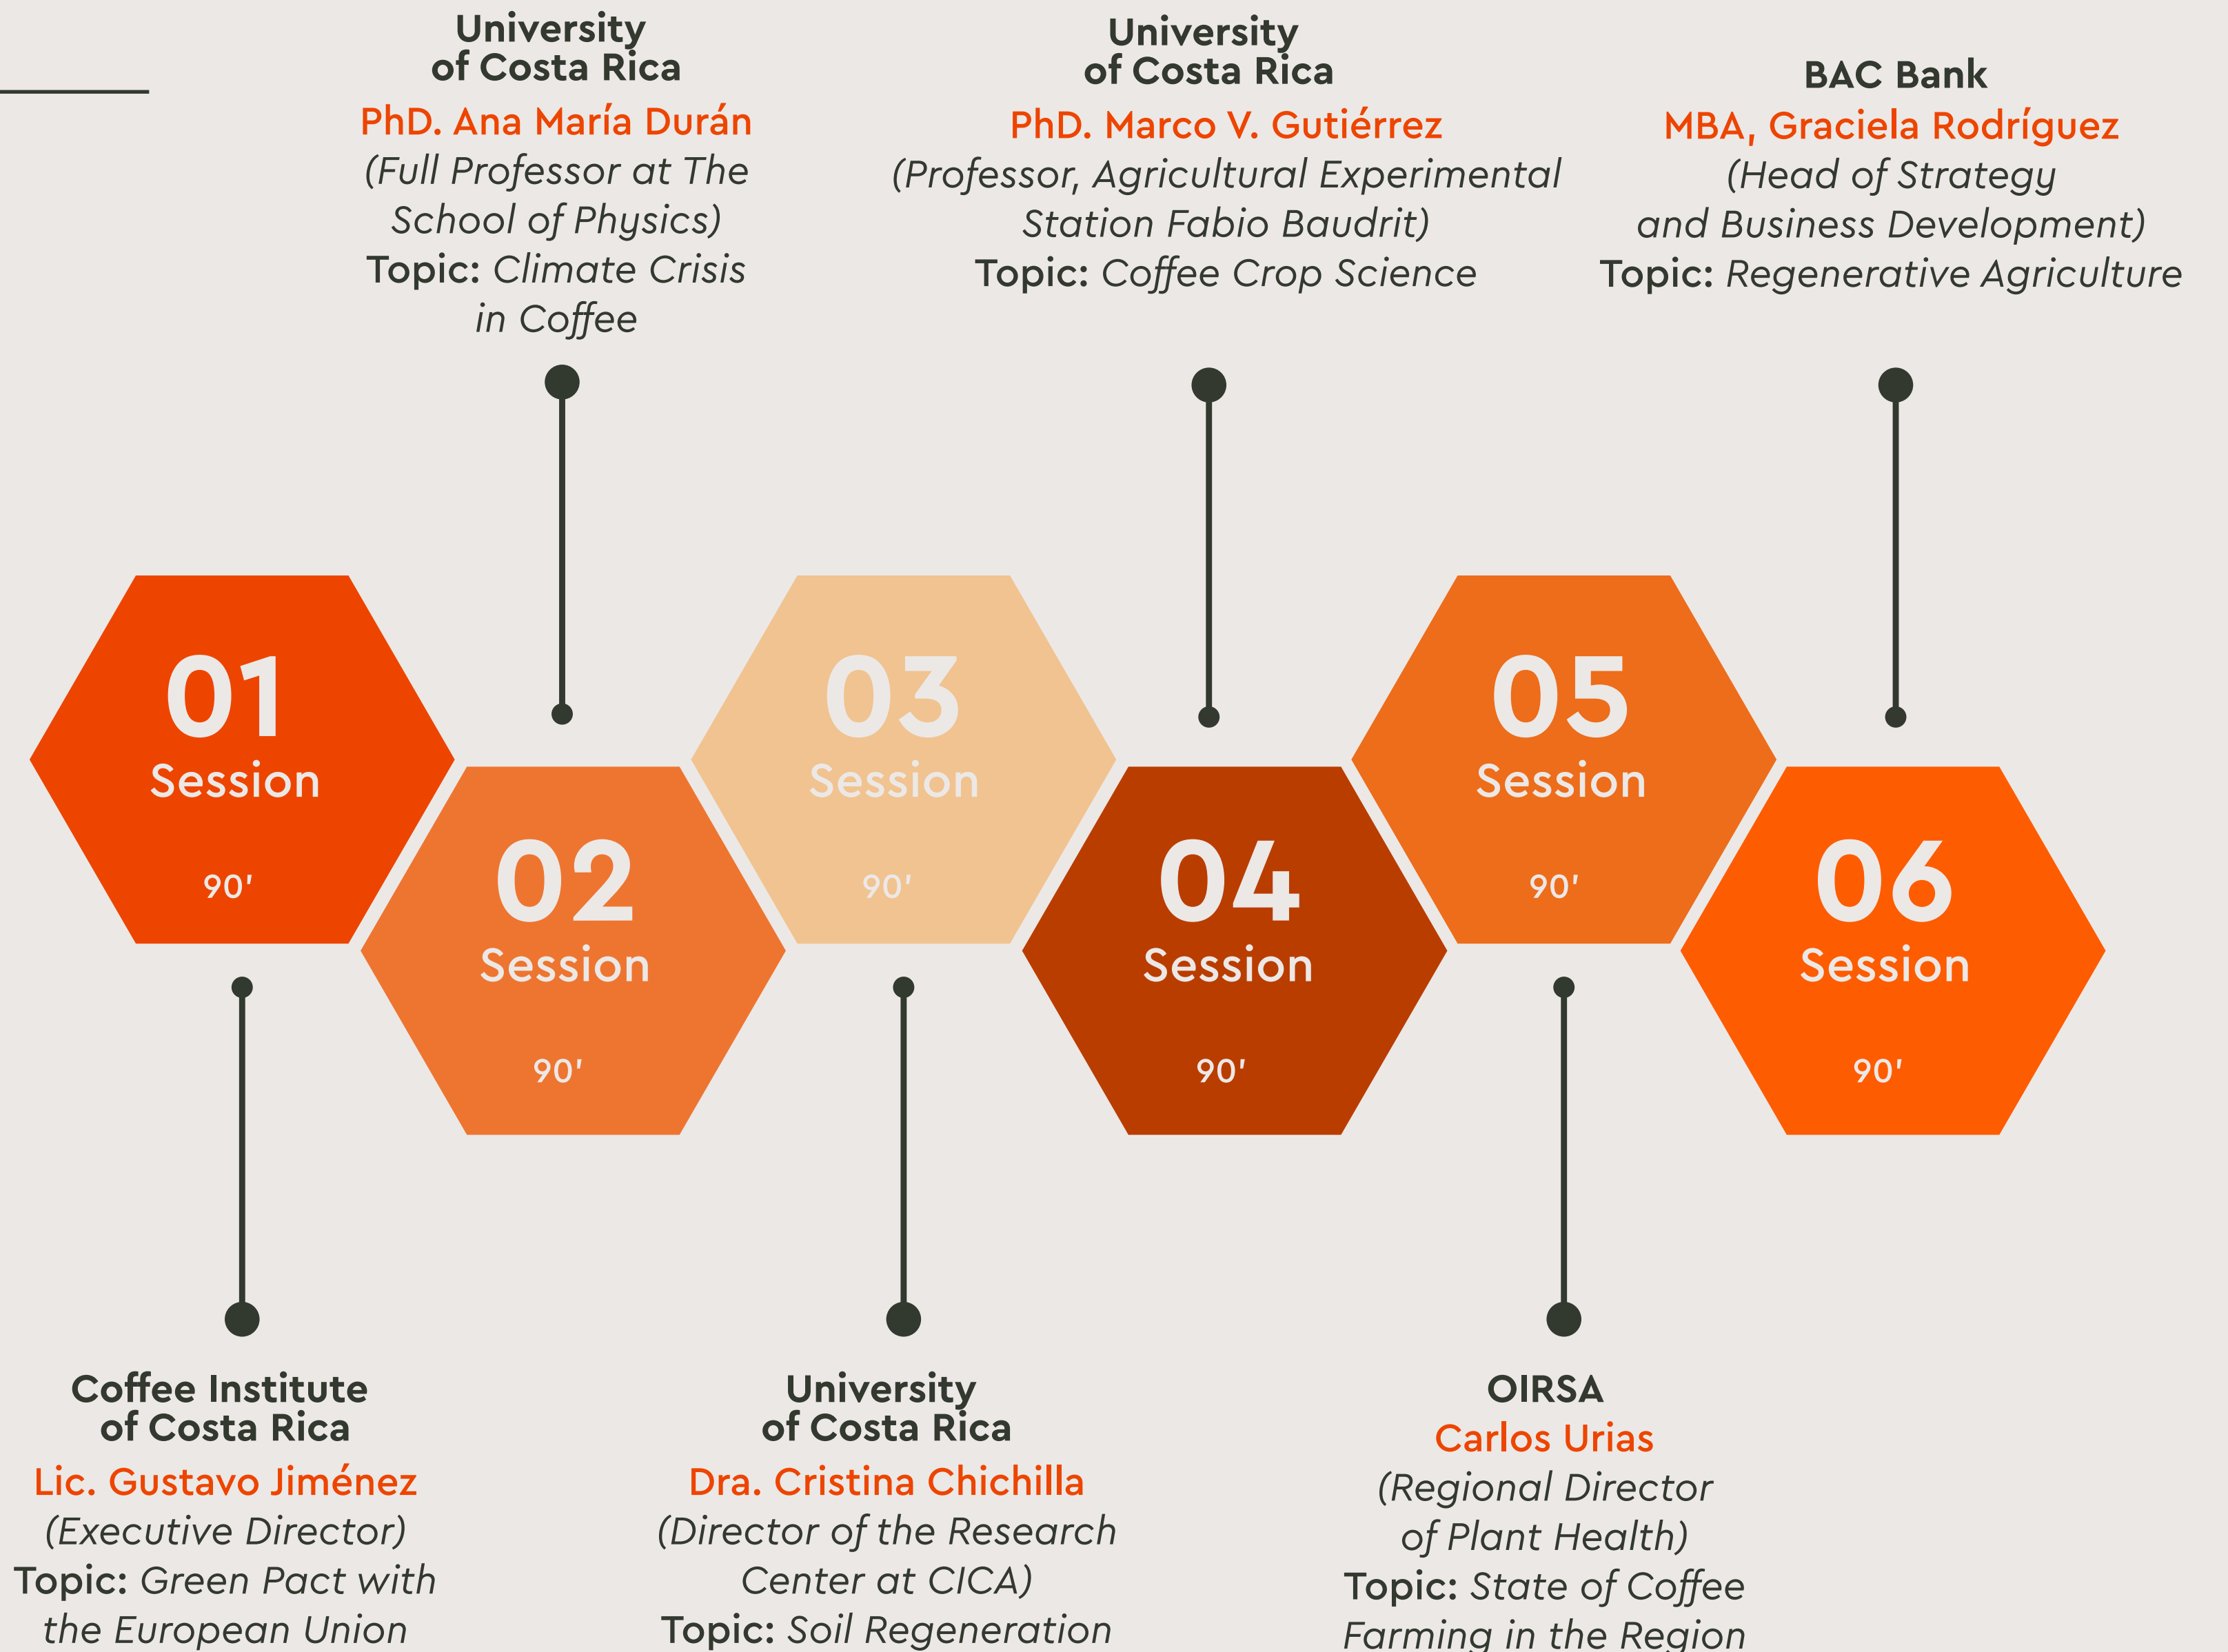 University
of Costa Rica
PhD. Ana María Durán
(Full Professor at The
School of Physics)
Topic: Climate Crisis
in Coffee
University
of Costa Rica
PhD. Marco V. Gutiérrez
(Professor, Agricultural Experimental
Station Fabio Baudrit)
Topic: Coffee Crop Science
BAC Bank
MBA, Graciela Rodríguez
(Head of Strategy
and Business Development)
Topic: Regenerative Agriculture
01
Session
90'
02
Session
90'
03
Session
90'
04
Session
90'
05
Session
90'
06
Session
90'
Coffee Institute
of Costa Rica
Lic. Gustavo Jiménez
(Executive Director)
Topic: Green Pact with
the European Union
University
of Costa Rica
Dra. Cristina Chichilla
(Director of the Research
Center at CICA)
Topic: Soil Regeneration
OIRSA
Carlos Urias
(Regional Director
of Plant Health)
Topic: State of Coffee
Farming in the Region